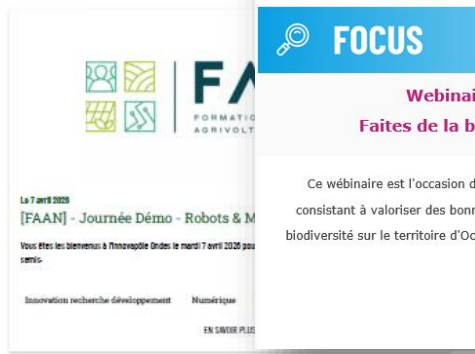 FA
FORMATIO
AGRIVOLT
Le 7 avril 2026
[FAAN] - Journée Démo - Robots & M
Vous êtes les bienvenus à l'Innovapôle Ondes le mardi 7 avril 2026 pou
semis-
Innovation recherche développement Numérique
EN SAVOIR PLUS
FOCUS
Webinai
Faites de la b
Ce wébinaire est l'occasion d
consistant à valoriser des bonn
biodiversité sur le territoire d'Oc